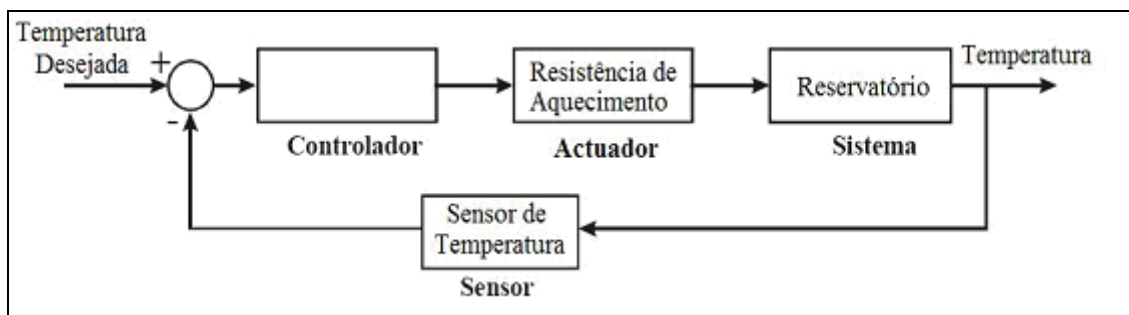 Temperatura
Desejada
+
-
Controlador
Resistência de
Aquecimento
Actuador
Reservatório
Sistema
Temperatura
Sensor de
Temperatura
Sensor